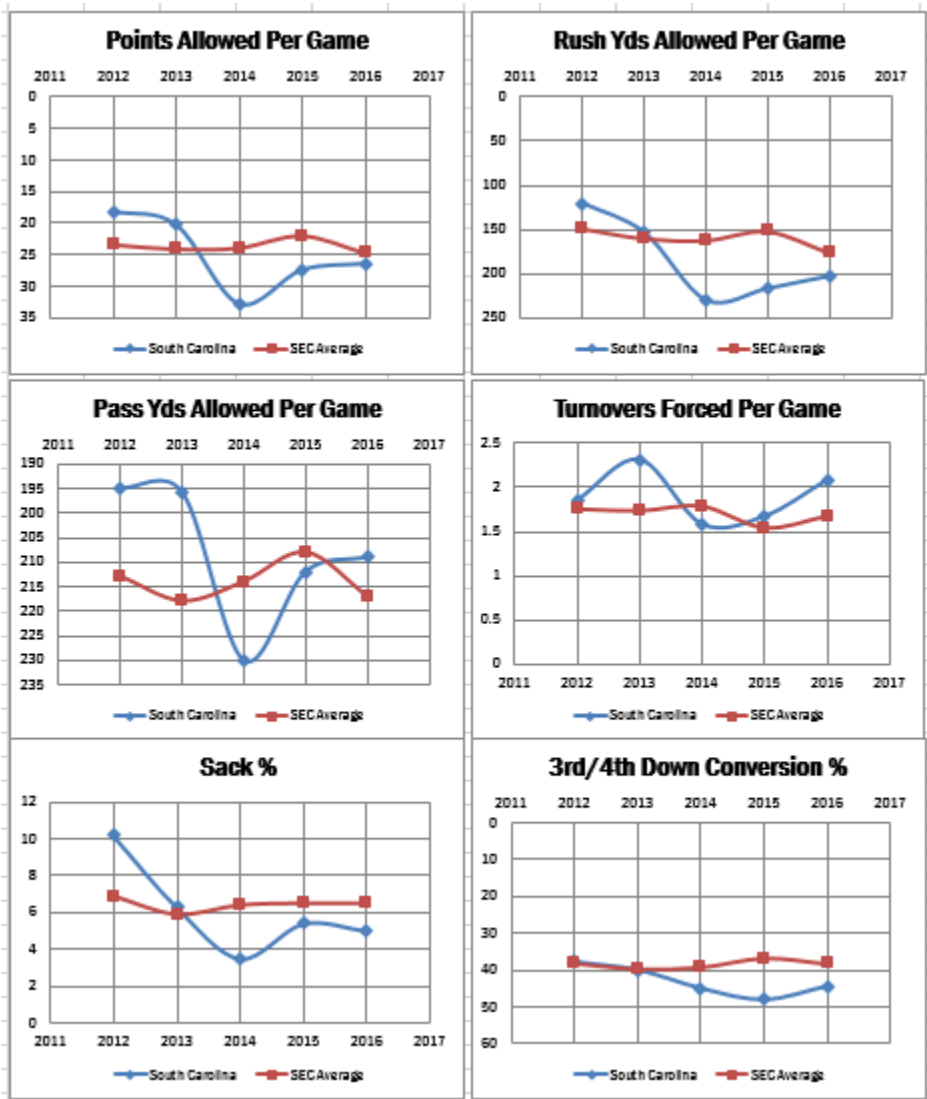 Points Allowed Per Game
2011 2012 2013 2014 2015 2016 2017
0
5
10
15
20
25
30
35
South Carolina SEC Average
Rush Yds Allowed Per Game
2011 2012 2013 2014 2015 2016 2017
0
50
100
150
200
250
South Carolina SEC Average
Pass Yds Allowed Per Game
2011 2012 2013 2014 2015 2016 2017
190
195
200
205
210
215
220
225
230
235
South Carolina SEC Average
Turnovers Forced Per Game
2.5
2
1.5
1
0.5
0
2011 2012 2013 2014 2015 2016 2017
South Carolina SEC Average
Sack %
12
10
8
6
4
2
0
2011 2012 2013 2014 2015 2016 2017
South Carolina SEC Average
3rd/4th Down Conversion %
2011 2012 2013 2014 2015 2016 2017
0
10
20
30
40
50
60
South Carolina SEC Average